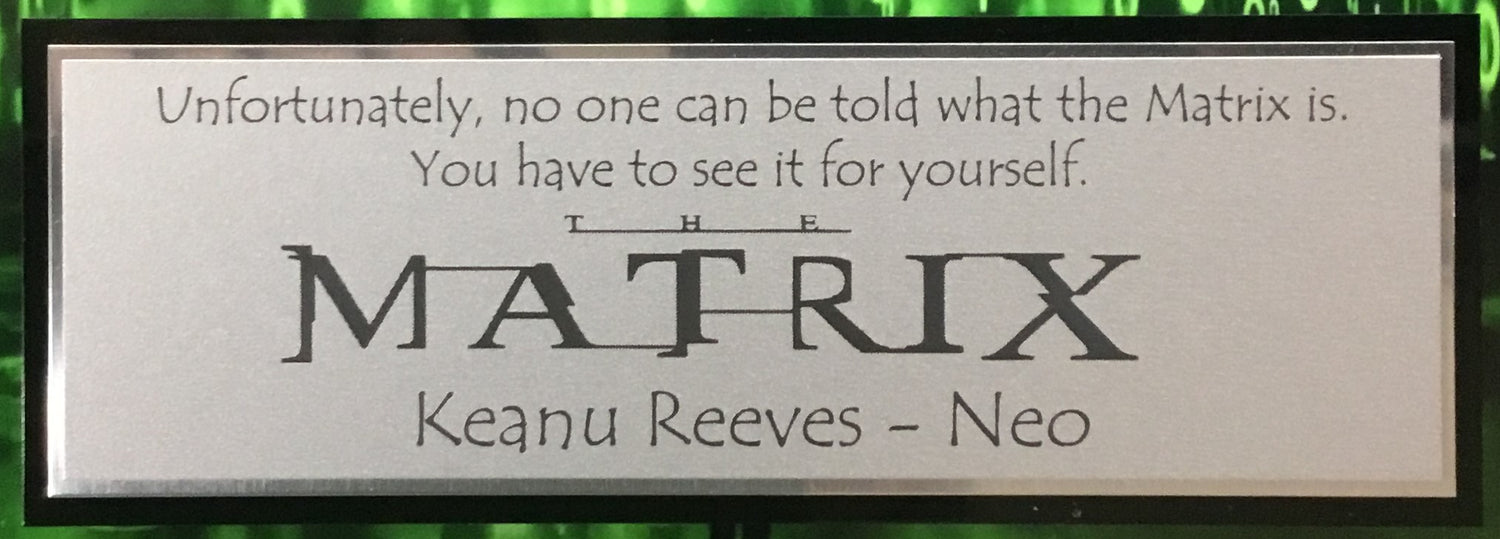 Unfortunately, no one can be told what the Matrix is.
You have to see it for yourself.
THE
MATRIX
Keanu Reeves - Neo